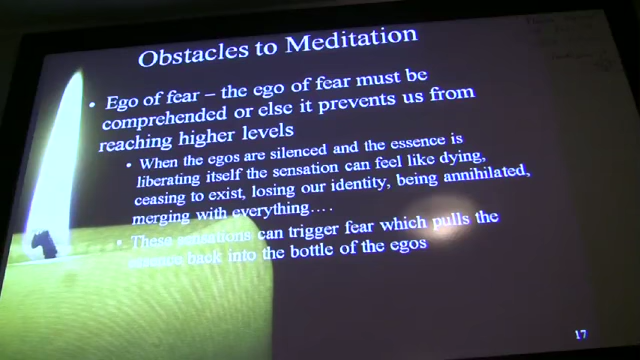 Obstacles to Meditation
• Ego of fear – the ego of fear must be
comprehended or else it prevents us from
reaching higher levels
• When the egos are silenced and the essence is
liberating itself the sensation can feel like dying,
ceasing to exist, losing our identity, being annihilated,
merging with everything….
• These sensations can trigger fear which pulls the
essence back into the bottle of the egos
17